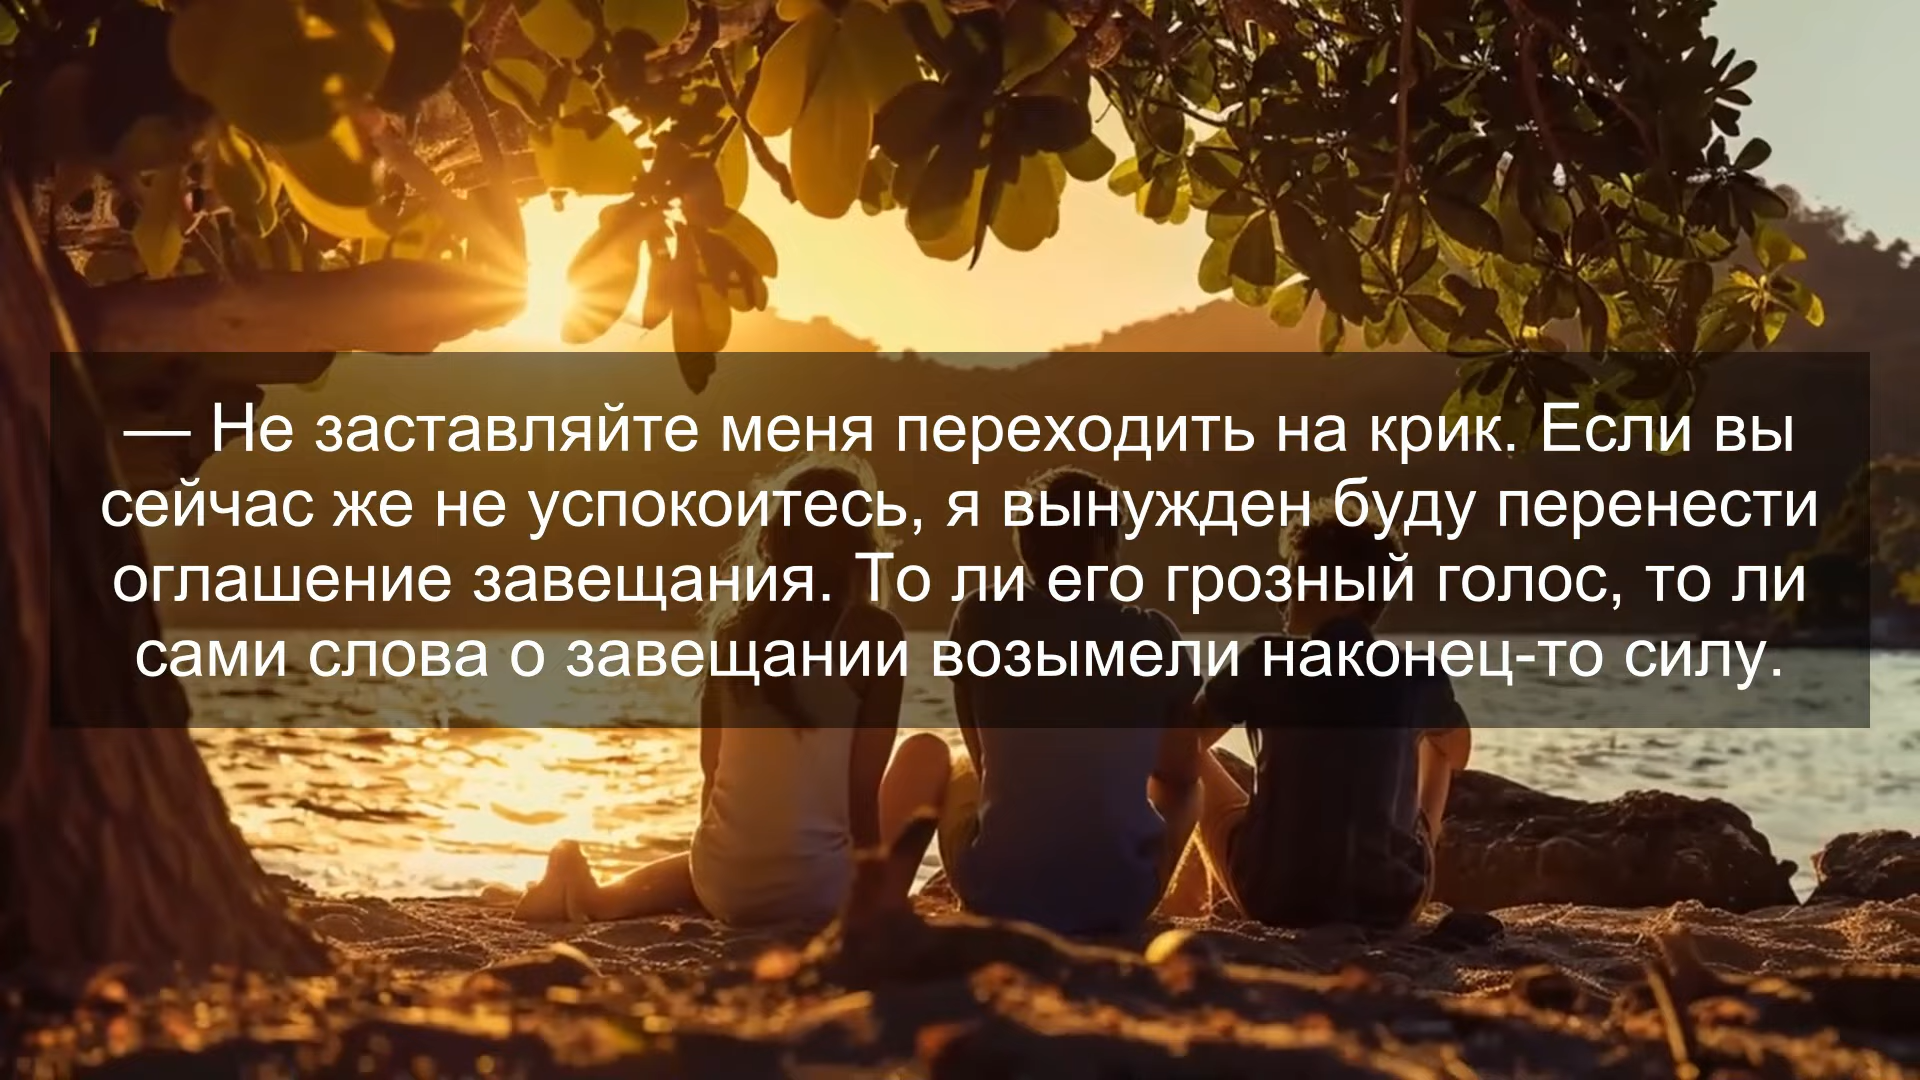 — Не заставляйте меня переходить на крик. Если вы
сейчас же не успокоитесь, я вынужден буду перенести
оглашение завещания. То ли его грозный голос, то ли
сами слова о завещании возымели наконец-то силу.